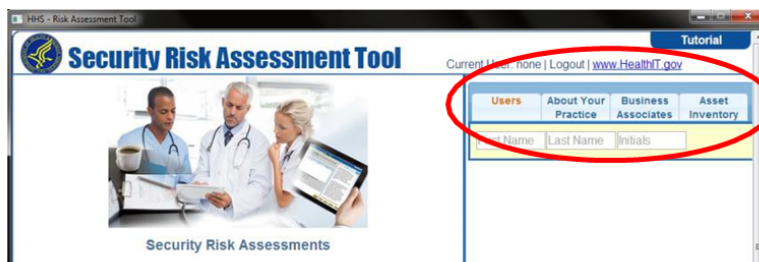 HHS - Risk Assessment Tool
Tutorial
Security Risk Assessment Tool
Current User: none | Logout | www.HealthIT.gov
Users
About Your Practice
Business Associates
Asset Inventory
First Name Last Name Initials
Security Risk Assessments